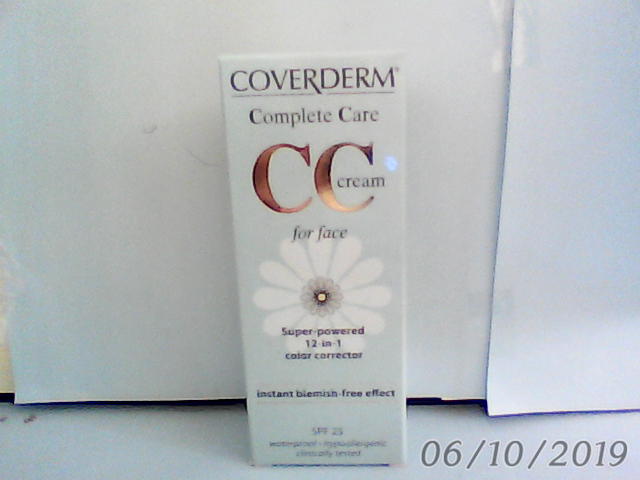 COVERDERM®
Complete Care
CC
cream
for face
Super-powered
12-in-1
color corrector
instant blemish-free effect
SPF 25
waterproof - hypoallergenic
clinically tested
06/10/2019